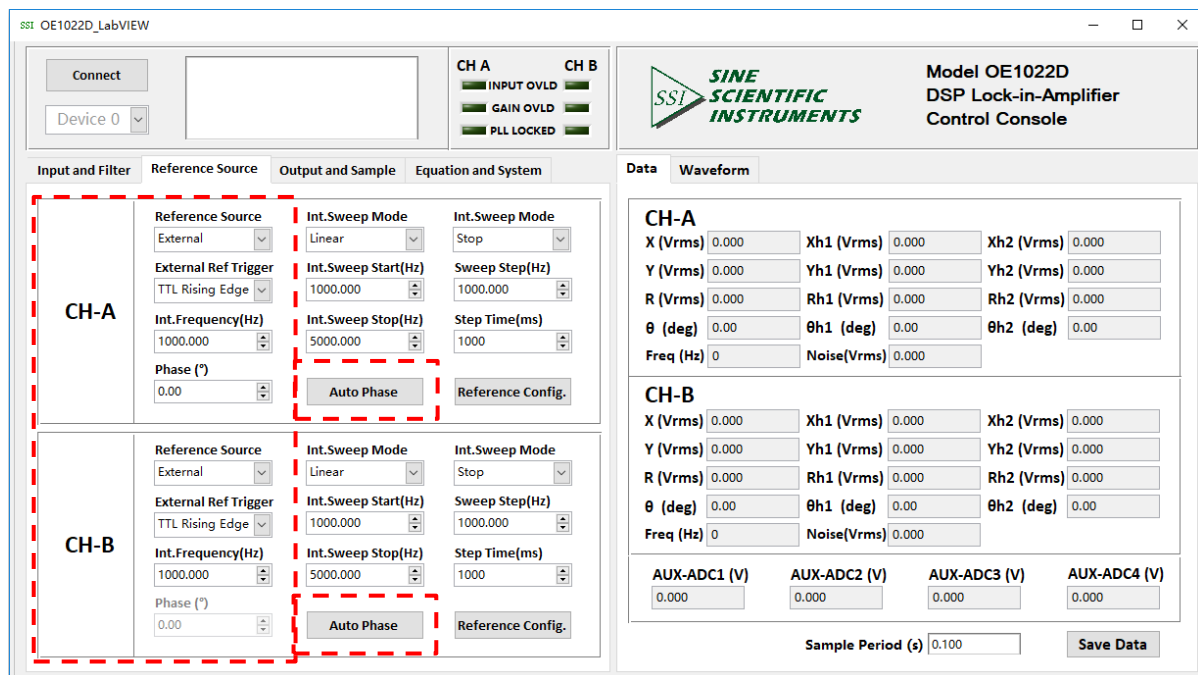 SSI OE1022D_LabVIEW
Connect
Device 0
CH A CH B
INPUT OVLD
GAIN OVLD
PLL LOCKED
SSI
SINE
SCIENTIFIC
INSTRUMENTS
Model OE1022D
DSP Lock-in-Amplifier
Control Console
Input and Filter Reference Source Output and Sample Equation and System
CH-A
Reference Source Int.Sweep Mode Int.Sweep Mode
External Linear Stop
External Ref Trigger Int.Sweep Start(Hz) Sweep Step(Hz)
TTL Rising Edge 1000.000 1000.000
Int.Frequency(Hz) Int.Sweep Stop(Hz) Step Time(ms)
1000.000 5000.000 1000
Phase (°)
0.00 Auto Phase Reference Config.
CH-B
Reference Source Int.Sweep Mode Int.Sweep Mode
External Linear Stop
External Ref Trigger Int.Sweep Start(Hz) Sweep Step(Hz)
TTL Rising Edge 1000.000 1000.000
Int.Frequency(Hz) Int.Sweep Stop(Hz) Step Time(ms)
1000.000 5000.000 1000
Phase (°)
0.00 Auto Phase Reference Config.
Data Waveform
CH-A
X (Vrms) 0.000 Xh1 (Vrms) 0.000 Xh2 (Vrms) 0.000
Y (Vrms) 0.000 Yh1 (Vrms) 0.000 Yh2 (Vrms) 0.000
R (Vrms) 0.000 Rh1 (Vrms) 0.000 Rh2 (Vrms) 0.000
θ (deg) 0.00 θh1 (deg) 0.00 θh2 (deg) 0.00
Freq (Hz) 0 Noise(Vrms) 0.000
CH-B
X (Vrms) 0.000 Xh1 (Vrms) 0.000 Xh2 (Vrms) 0.000
Y (Vrms) 0.000 Yh1 (Vrms) 0.000 Yh2 (Vrms) 0.000
R (Vrms) 0.000 Rh1 (Vrms) 0.000 Rh2 (Vrms) 0.000
θ (deg) 0.00 θh1 (deg) 0.00 θh2 (deg) 0.00
Freq (Hz) 0 Noise(Vrms) 0.000
AUX-ADC1 (V) AUX-ADC2 (V) AUX-ADC3 (V) AUX-ADC4 (V)
0.000 0.000 0.000 0.000
Sample Period (s) 0.100 Save Data